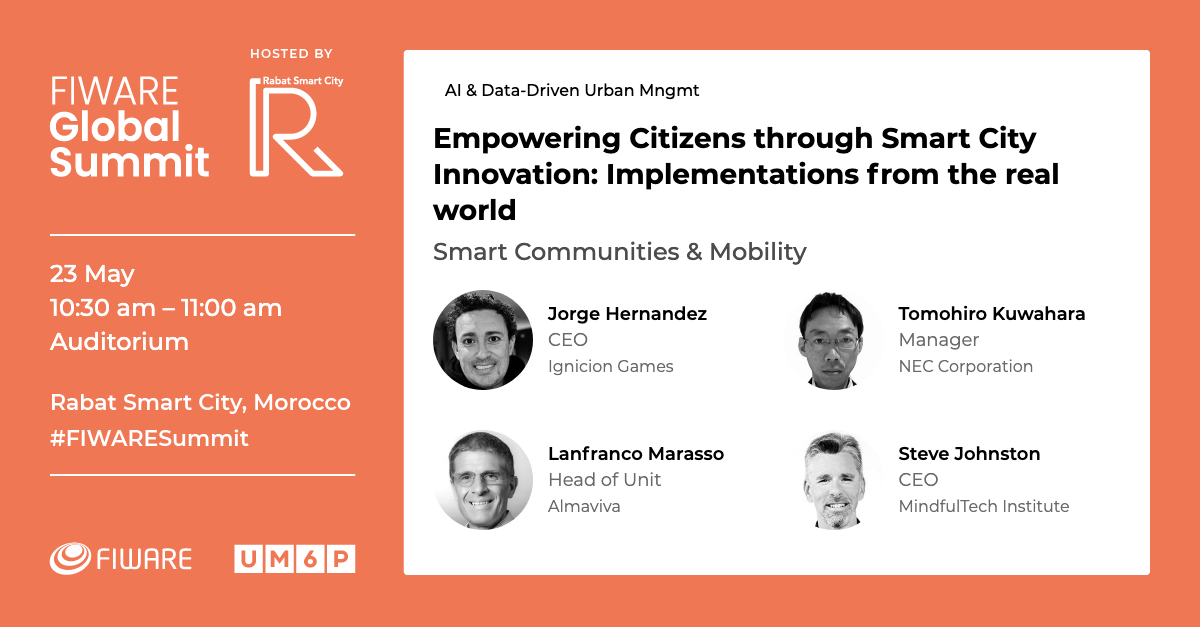 HOSTED BY
FIWARE
Global
Summit
Rabat Smart City
R
23 May
10:30 am – 11:00 am
Auditorium
Rabat Smart City, Morocco
#FIWARESummit
FIWARE
UM6P
AI & Data-Driven Urban Mngmt
Empowering Citizens through Smart City
Innovation: Implementations from the real
world
Smart Communities & Mobility
Jorge Hernandez
CEO
Ignicion Games
Tomohiro Kuwahara
Manager
NEC Corporation
Lanfranco Marasso
Head of Unit
Almaviva
Steve Johnston
CEO
MindfulTech Institute